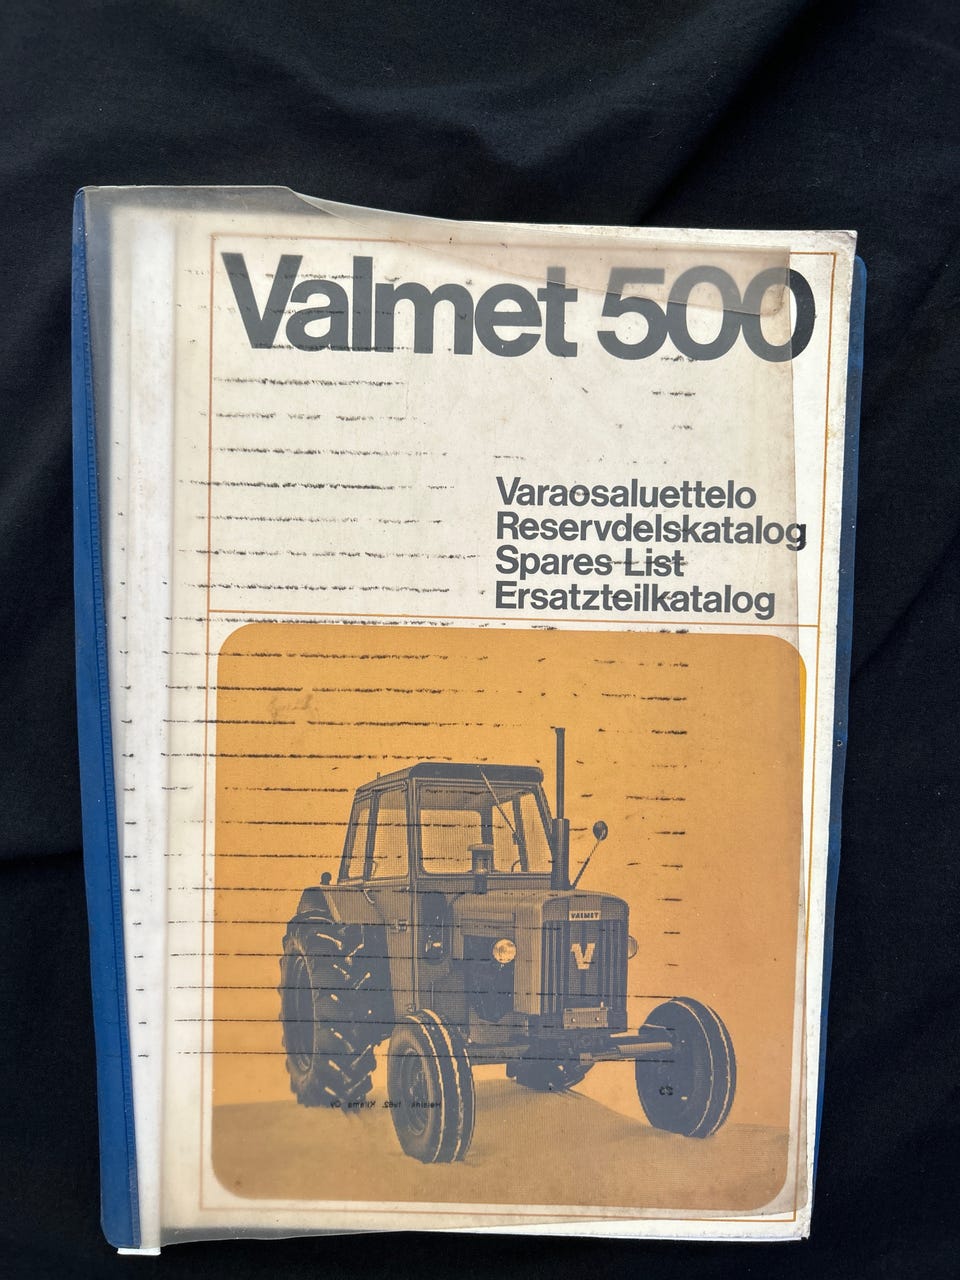 Valmet 500
Varaosaluettelo
Reservdelskatalog
Spares List
Ersatzteilkatalog
VALMET
V